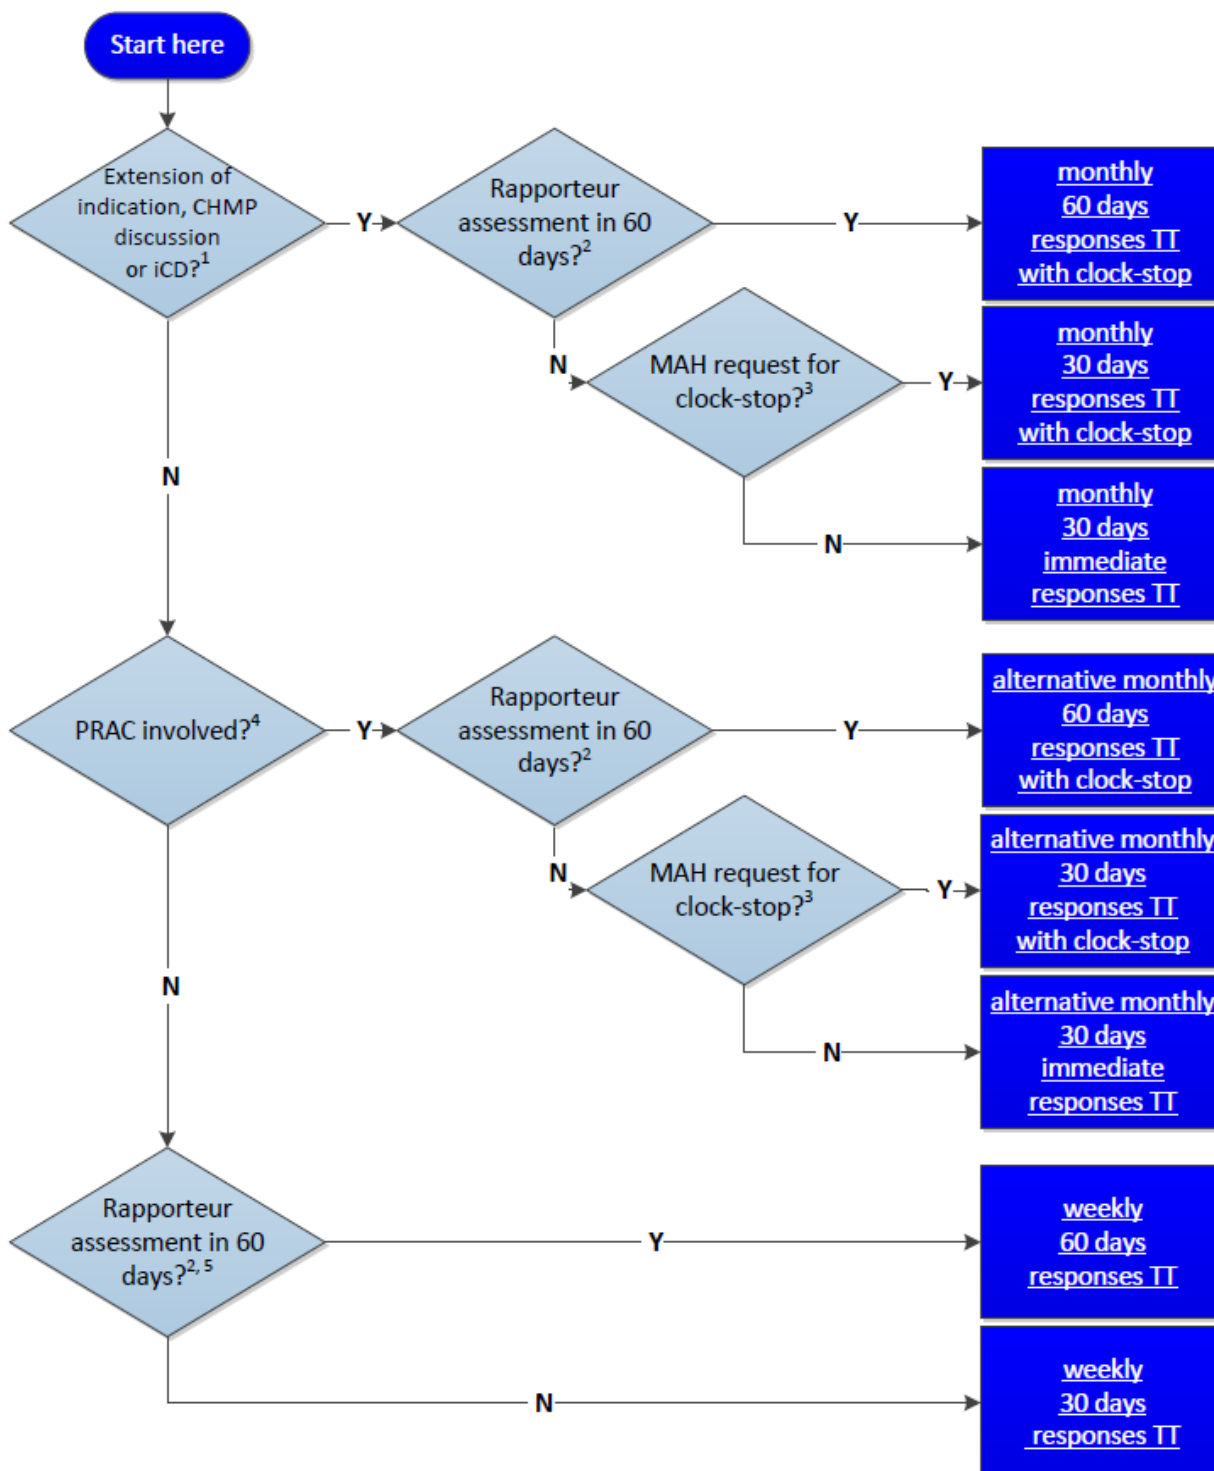 Start here
Extension of
indication, CHMP
discussion
or iCD?1
Y
Rapporteur
assessment in 60
days?2
Y
monthly
60 days
responses TT
with clock-stop
N
MAH request for
clock-stop?3
Y
monthly
30 days
responses TT
with clock-stop
N
monthly
30 days
immediate
responses TT
N
PRAC involved?4
Y
Rapporteur
assessment in 60
days?2
Y
alternative monthly
60 days
responses TT
with clock-stop
N
MAH request for
clock-stop?3
Y
alternative monthly
30 days
responses TT
with clock-stop
N
alternative monthly
30 days
immediate
responses TT
N
Rapporteur
assessment in 60
days?2, 5
Y
weekly
60 days
responses TT
N
weekly
30 days
responses TT